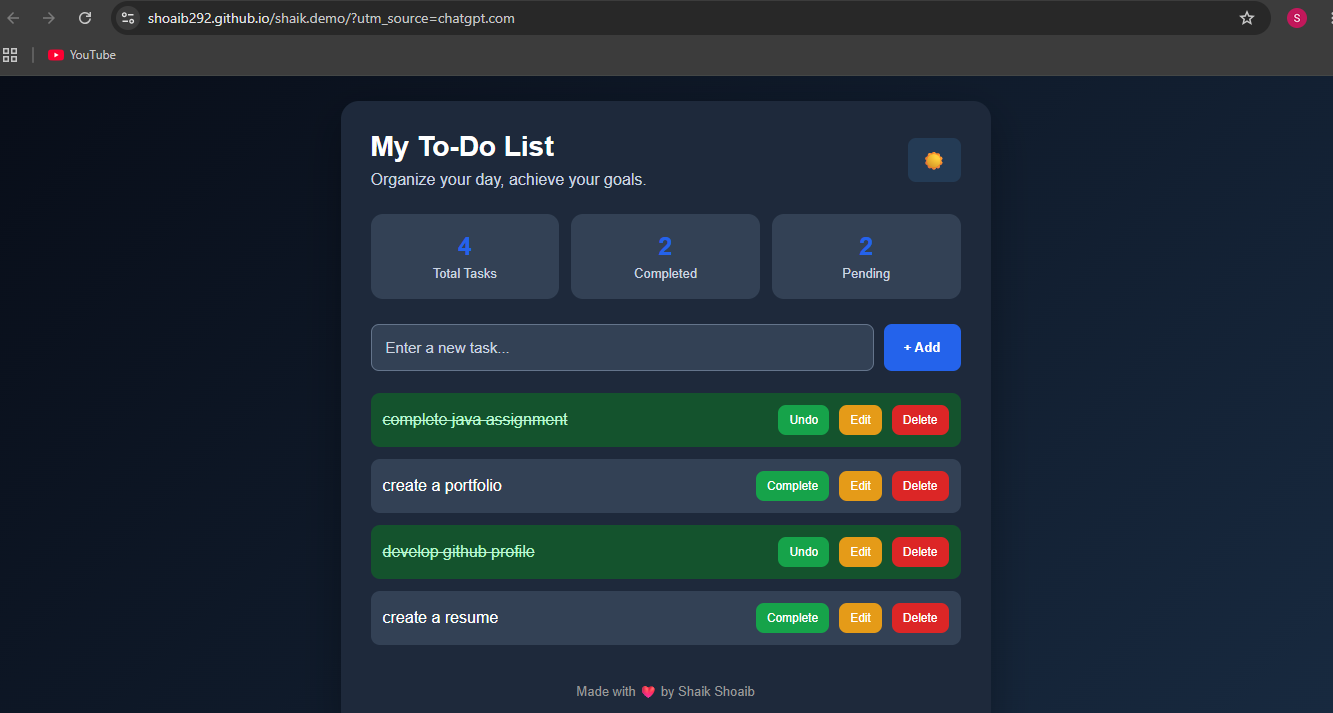 shoaib292.github.io/shaik.demo/?utm_source=chatgpt.com
S
YouTube
My To-Do List
Organize your day, achieve your goals.
4
Total Tasks
2
Completed
2
Pending
Enter a new task...
+ Add
complete java assignment
Undo
Edit
Delete
create a portfolio
Complete
Edit
Delete
develop github profile
Undo
Edit
Delete
create a resume
Complete
Edit
Delete
Made with ❤️ by Shaik Shoaib